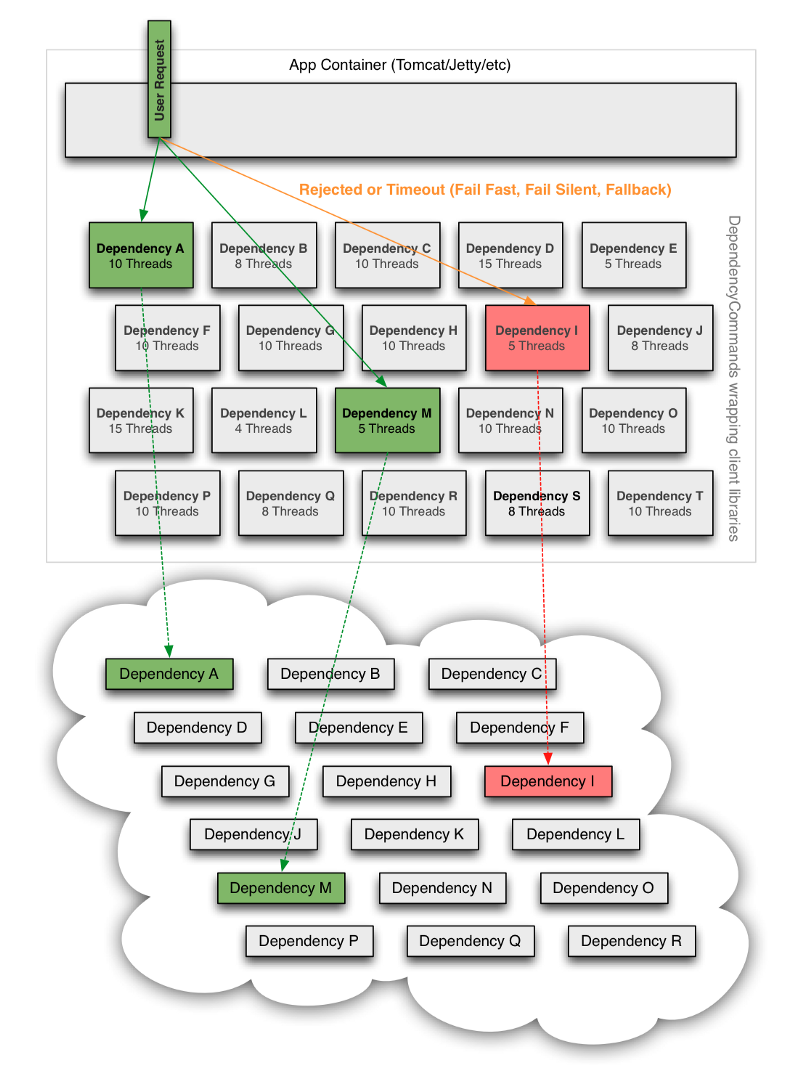 User Request
App Container (Tomcat/Jetty/etc)
Rejected or Timeout (Fail Fast, Fail Silent, Fallback)
Dependency A
10 Threads
Dependency B
8 Threads
Dependency C
10 Threads
Dependency D
15 Threads
Dependency E
5 Threads
Dependency F
10 Threads
Dependency G
10 Threads
Dependency H
10 Threads
Dependency I
5 Threads
Dependency J
8 Threads
Dependency K
15 Threads
Dependency L
4 Threads
Dependency M
5 Threads
Dependency N
10 Threads
Dependency O
10 Threads
Dependency P
10 Threads
Dependency Q
8 Threads
Dependency R
10 Threads
Dependency S
8 Threads
Dependency T
10 Threads
DependencyCommands wrapping client libraries
Dependency A
Dependency B
Dependency C
Dependency D
Dependency E
Dependency F
Dependency G
Dependency H
Dependency I
Dependency J
Dependency K
Dependency L
Dependency M
Dependency N
Dependency O
Dependency P
Dependency Q
Dependency R